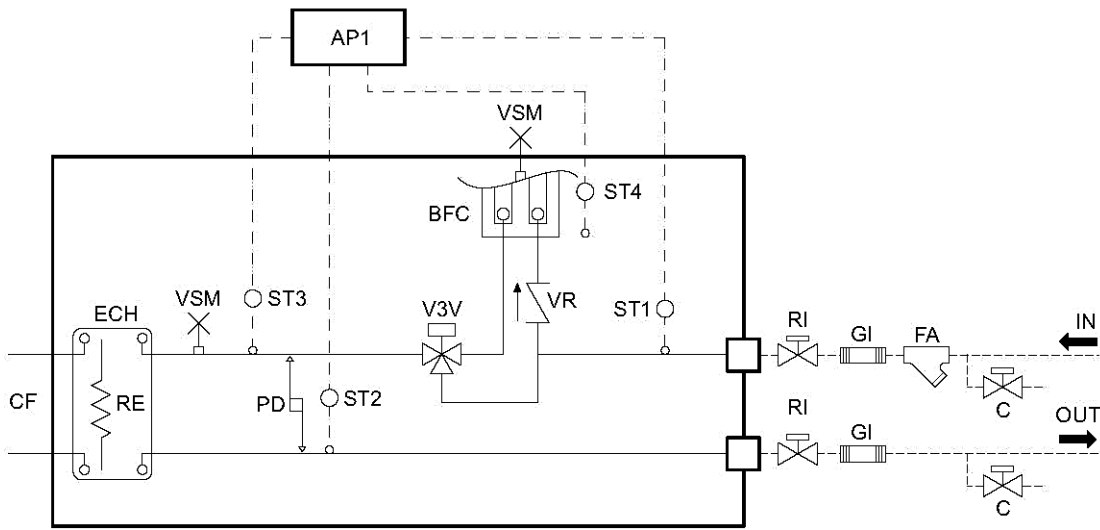 AP1
VSM
ST4
BFC
VSM
ST3
V3V
VR
ST1
ECH
RI
GI
FA
IN
CF
RE
PD
ST2
C
RI
GI
OUT
C